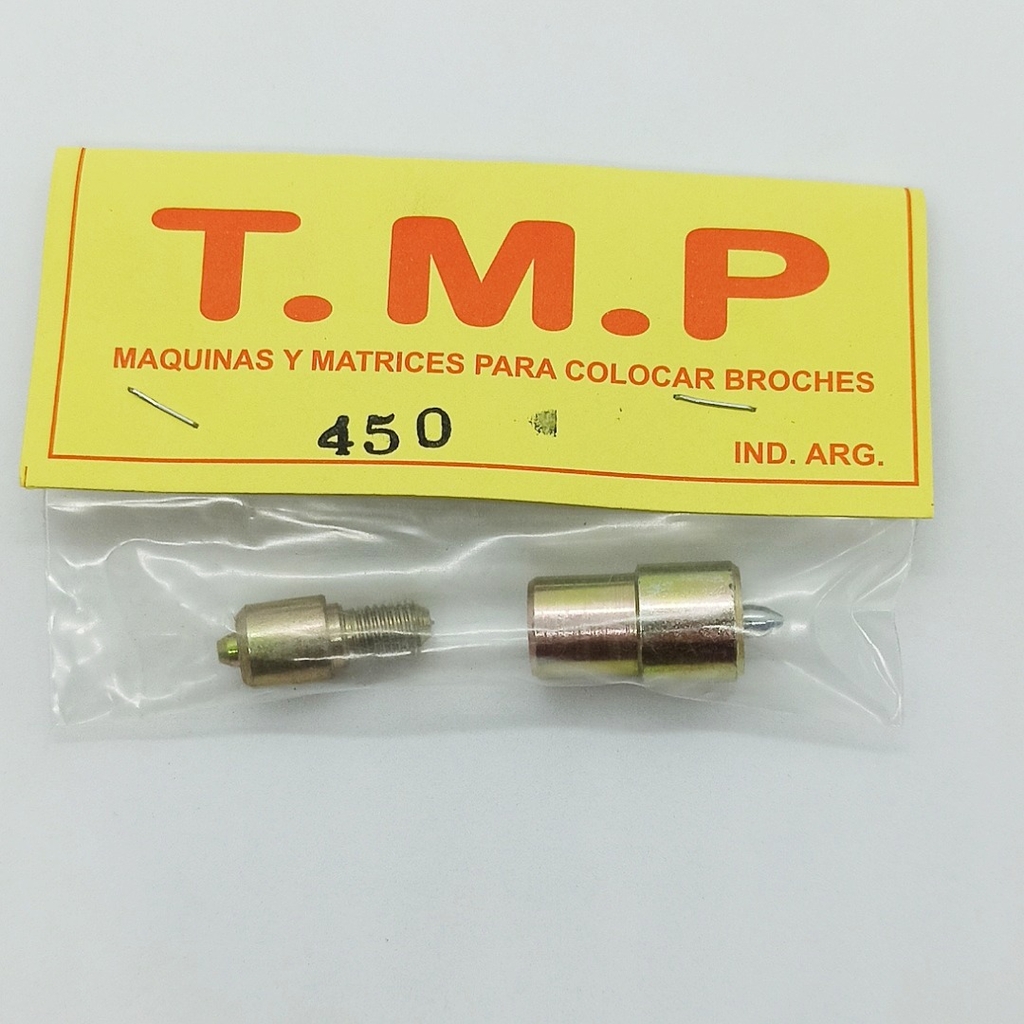 T.M.P
MAQUINAS Y MATRICES PARA COLOCAR BROCHES
450
IND. ARG.